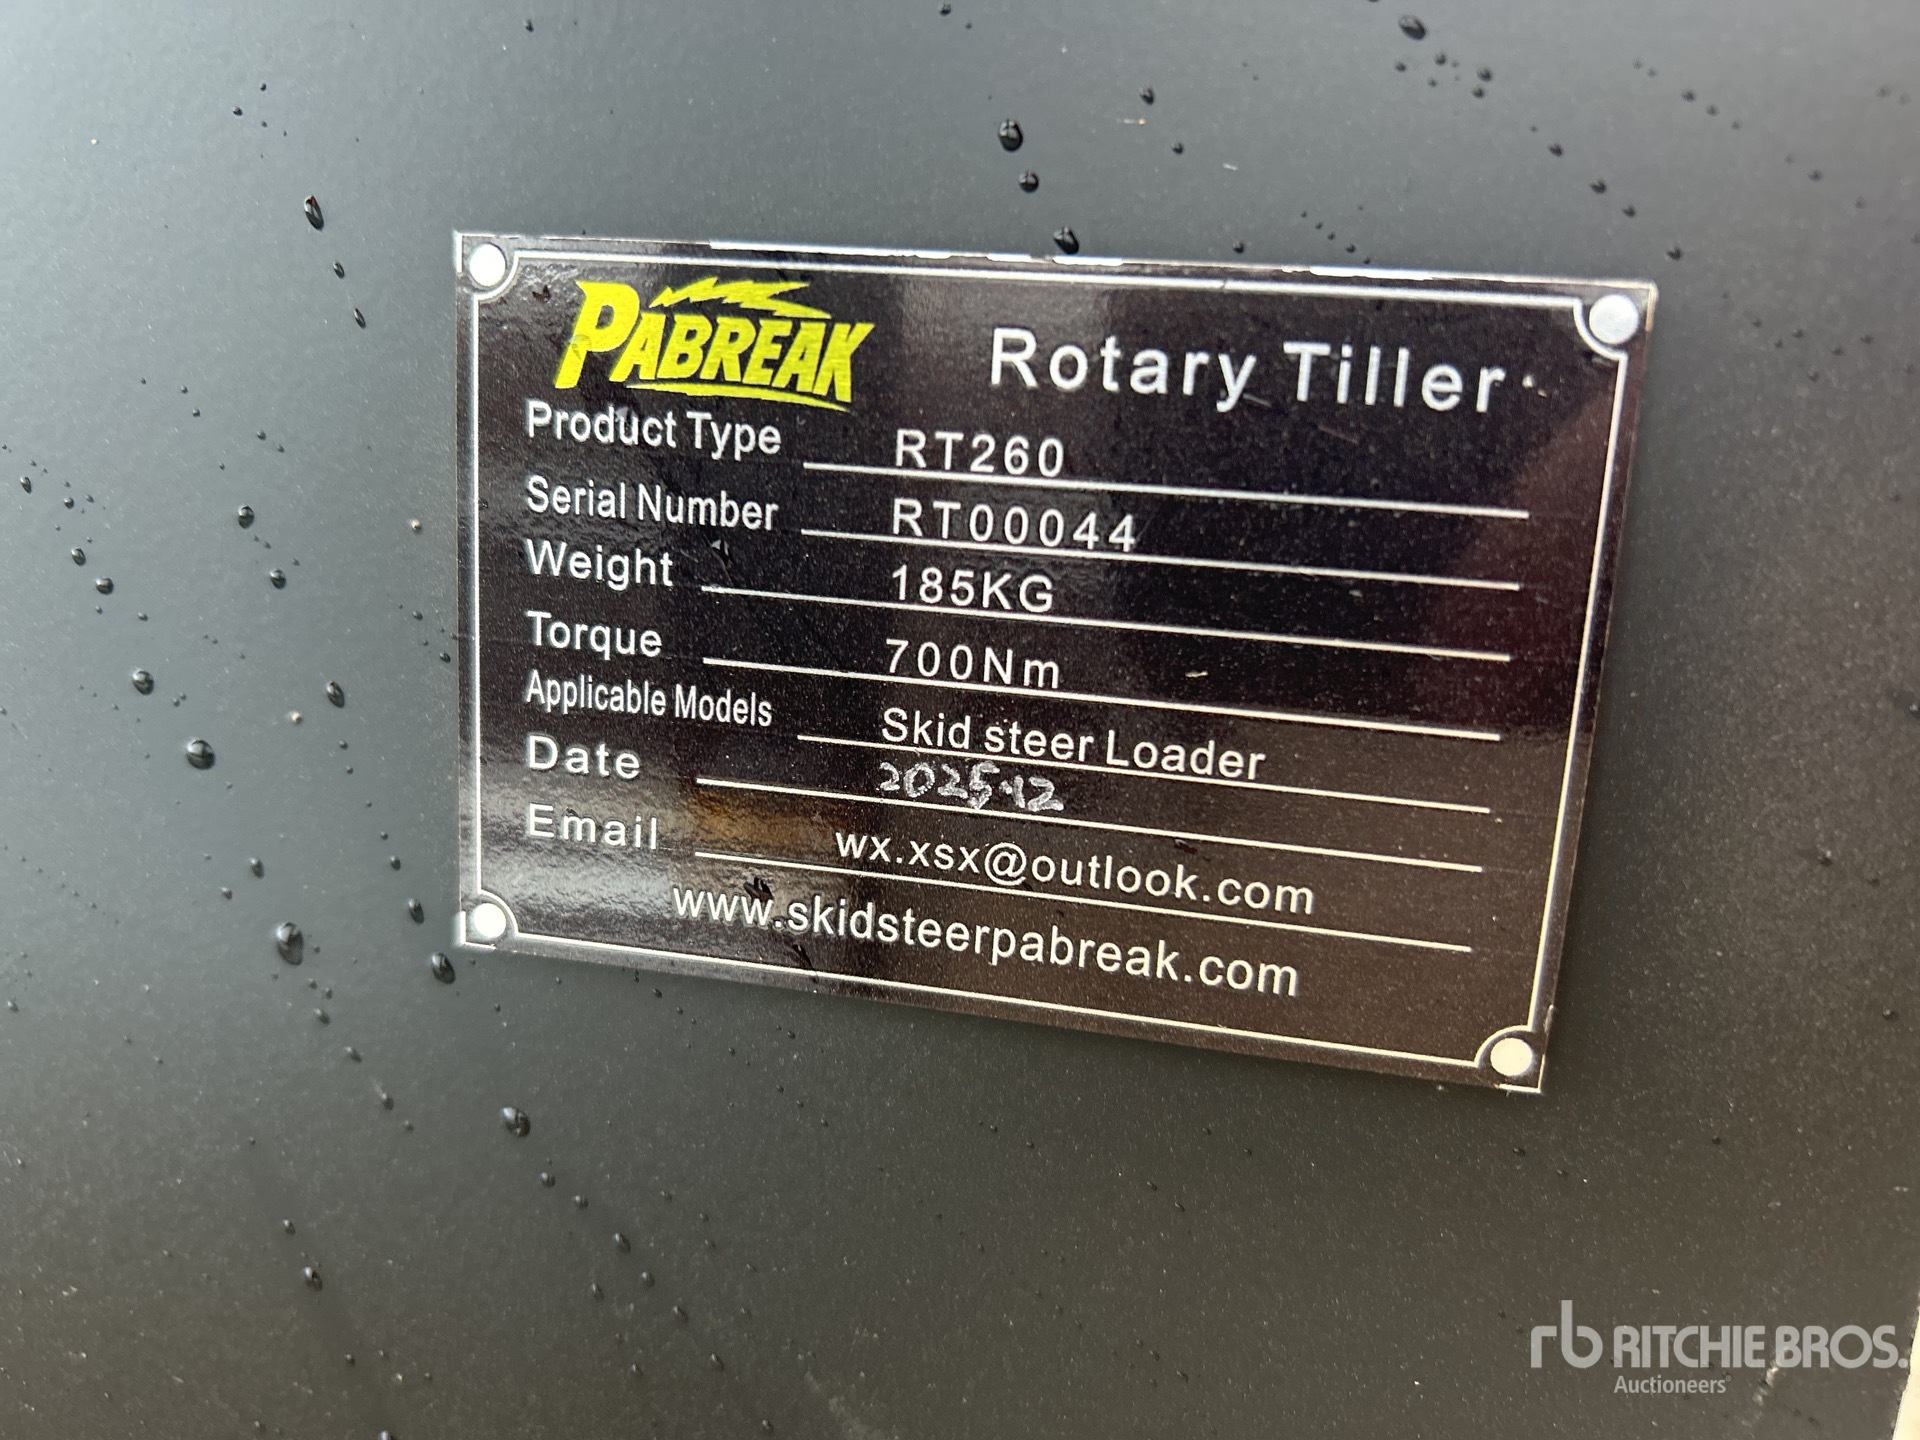 PABREAK Rotary Tiller
Product Type RT260
Serial Number RT00044
Weight 185KG
Torque 700Nm
Applicable Models Skid steer Loader
Date 2025.12
Email wx.xsx@outlook.com
www.skidsteerpabreak.com
rb RITCHIE BROS.
Auctioneers